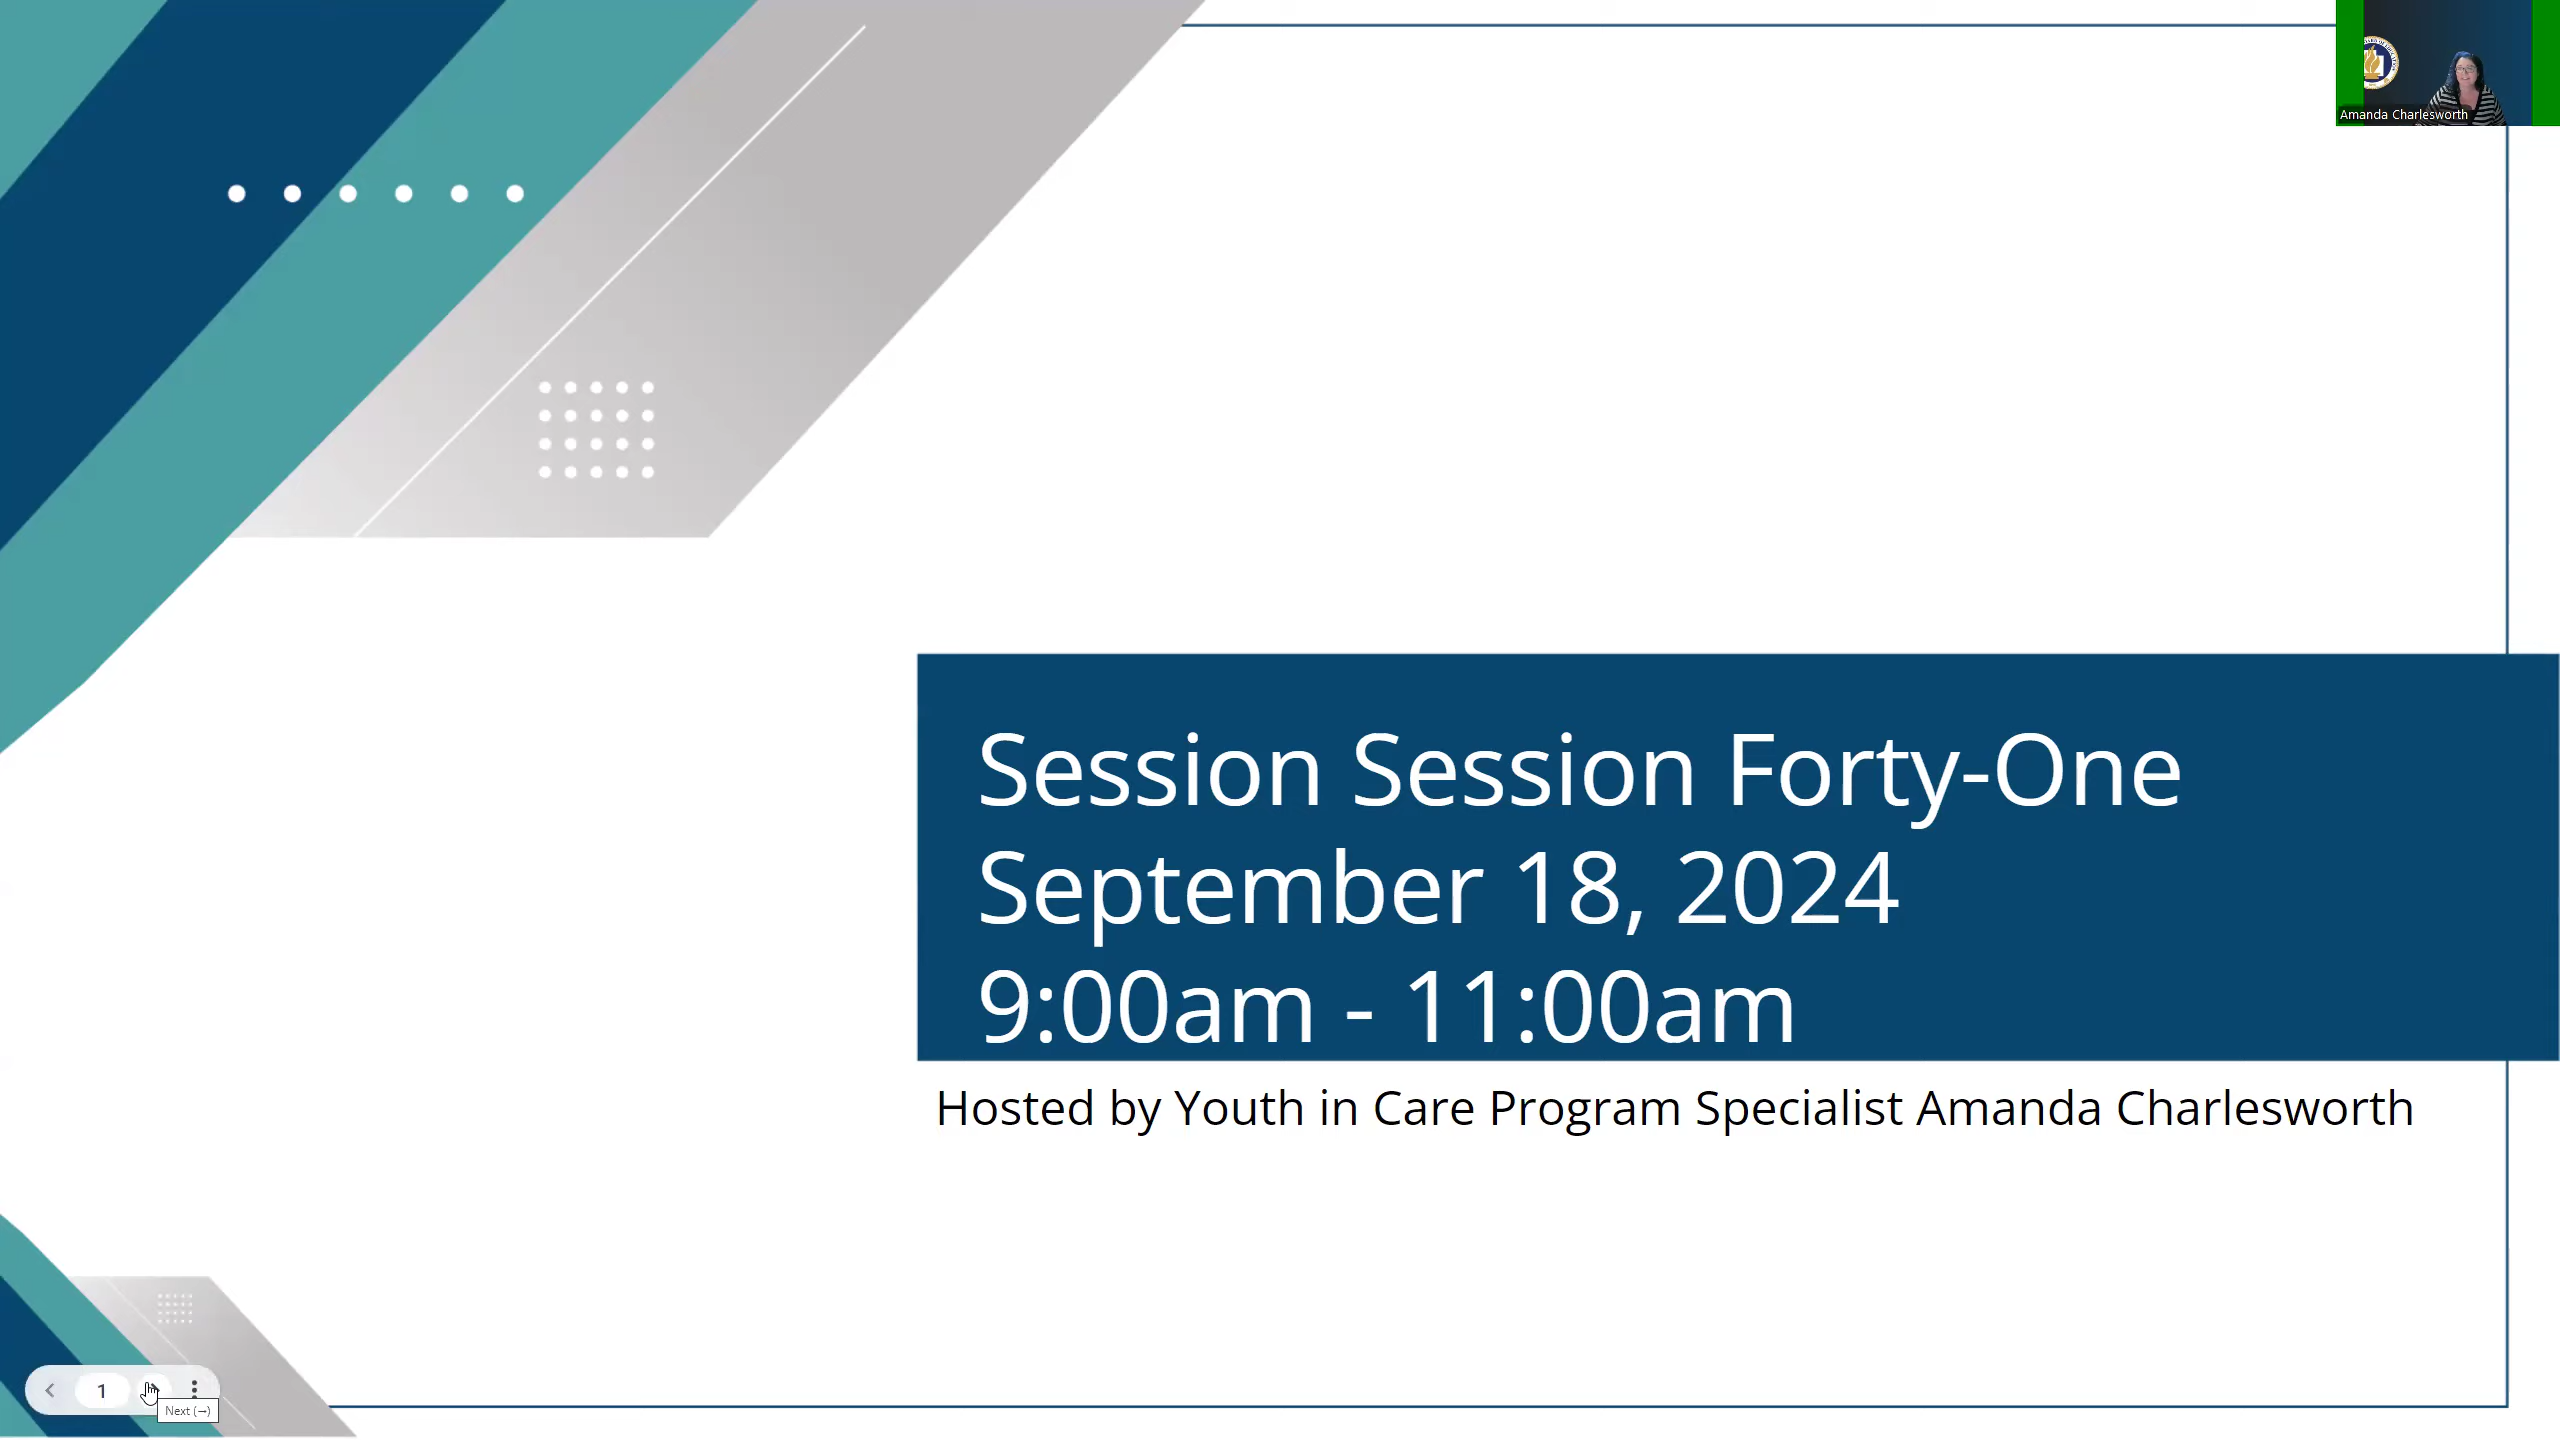 Amanda Charlesworth
Session Session Forty-One
September 18, 2024
9:00am - 11:00am
Hosted by Youth in Care Program Specialist Amanda Charlesworth
1
Next (→)